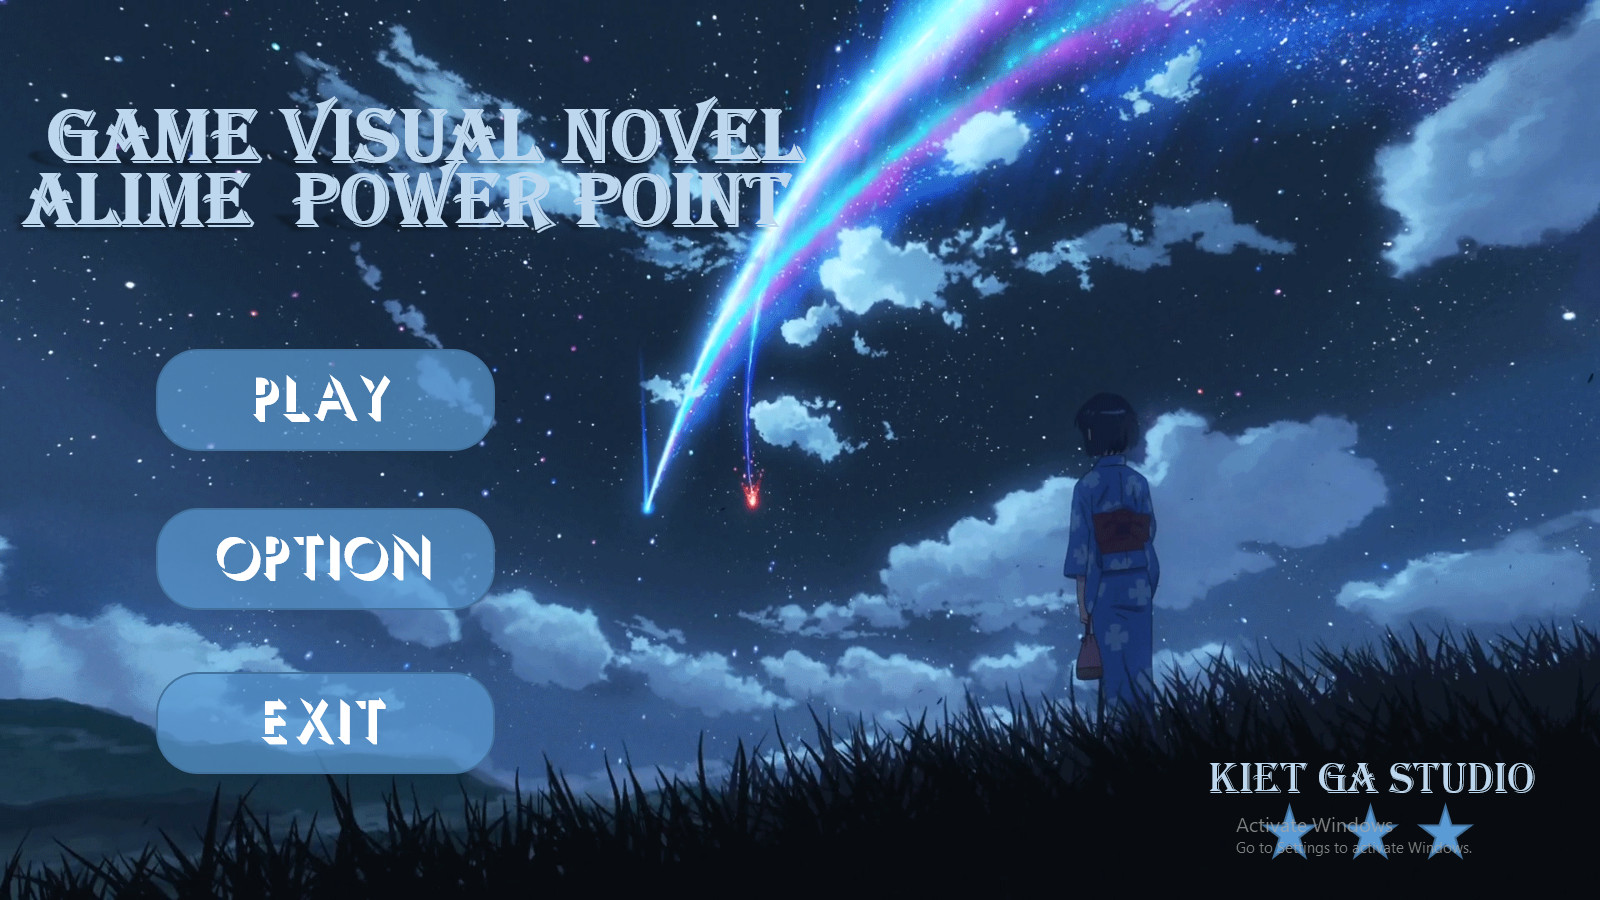 GAME VISUAL NOVEL
ALIME POWER POINT
PLAY
OPTION
EXIT
KIET GA STUDIO
Activate Windows
Go to Settings to activate Windows.